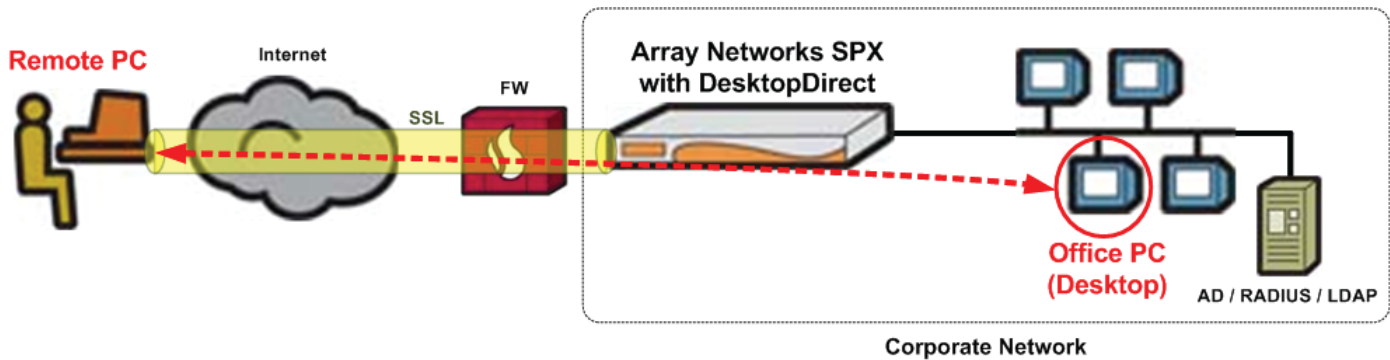 Remote PC
Internet
SSL
FW
Array Networks SPX
with DesktopDirect
Office PC
(Desktop)
AD / RADIUS / LDAP
Corporate Network